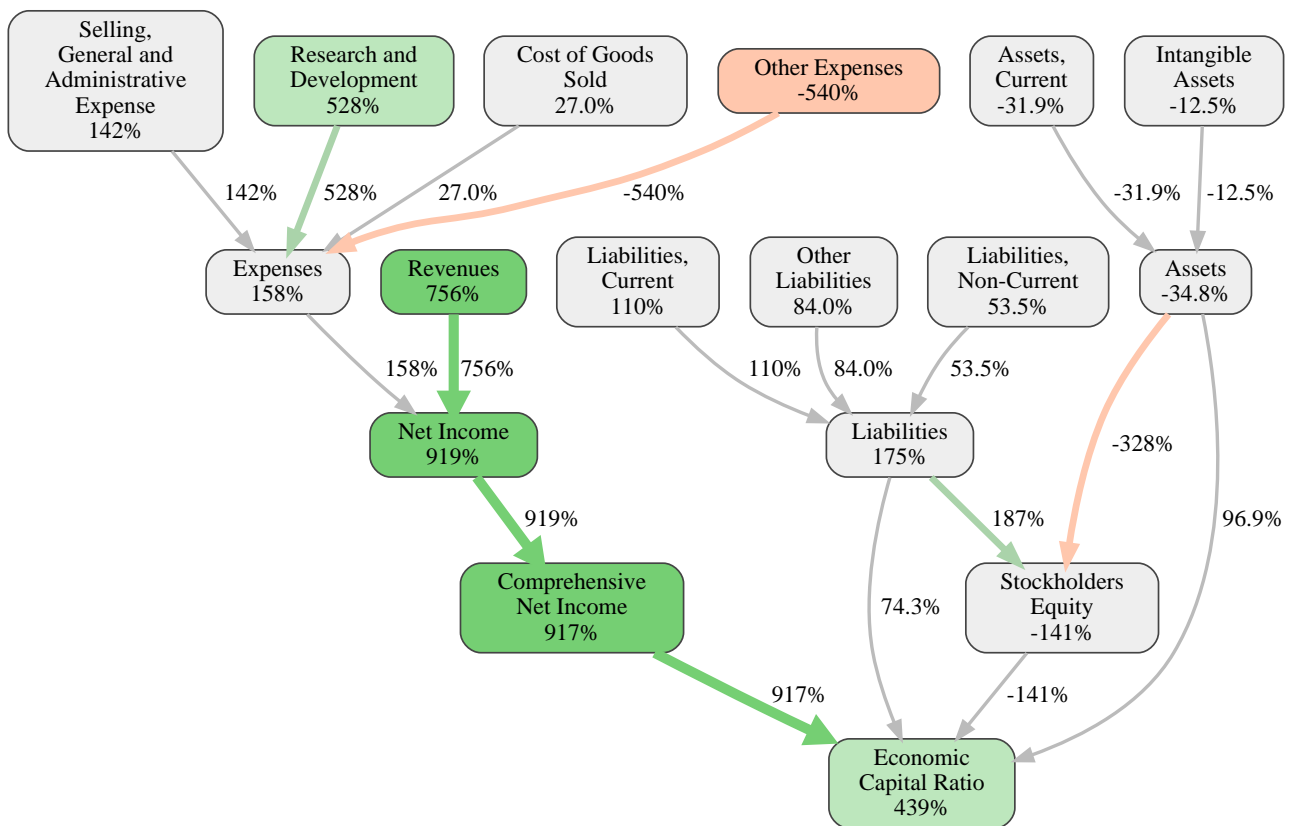 Selling,
General and
Administrative
Expense
142%
Research and
Development
528%
Cost of Goods
Sold
27.0%
Other Expenses
-540%
Assets,
Current
-31.9%
Intangible
Assets
-12.5%
142%
528%
27.0%
-540%
-31.9%
-12.5%
Expenses
158%
Revenues
756%
Liabilities,
Current
110%
Other
Liabilities
84.0%
Liabilities,
Non-Current
53.5%
Assets
-34.8%
158%
756%
110%
84.0%
53.5%
Net Income
919%
Liabilities
175%
-328%
919%
187%
96.9%
Comprehensive
Net Income
917%
74.3%
Stockholders
Equity
-141%
917%
-141%
Economic
Capital Ratio
439%